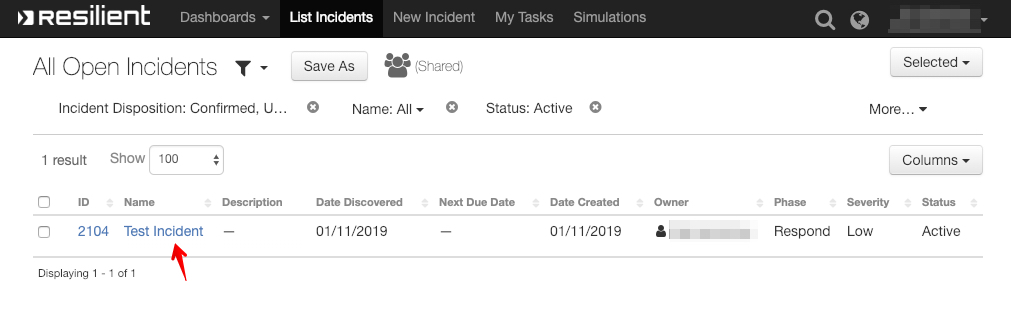 resilient Dashboards List Incidents New Incident My Tasks Simulations
All Open Incidents Save As (Shared) Selected
Incident Disposition: Confirmed, U... Name: All Status: Active More...
1 result Show 100 Columns
ID Name Description Date Discovered Next Due Date Date Created Owner Phase Severity Status
2104 Test Incident — 01/11/2019 — 01/11/2019 Respond Low Active
Displaying 1 - 1 of 1